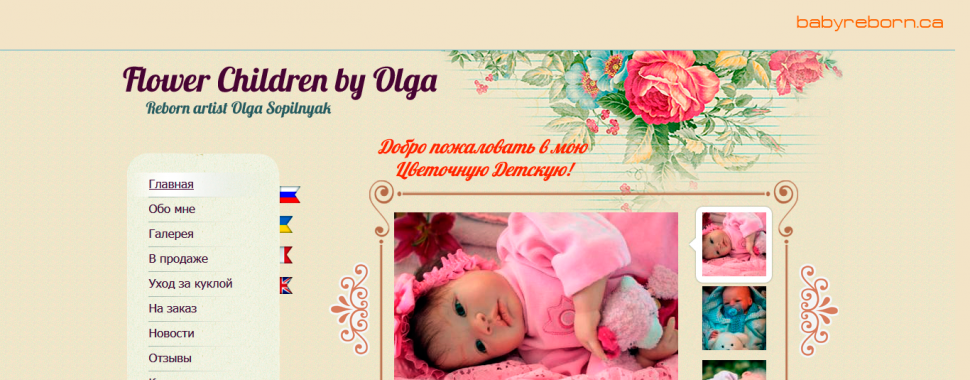 babyreborn.ca
Flower Children by Olga
Reborn artist Olga Sopilnyak
Добро пожаловать в мою
Цветочную Детскую!
Главная
Обо мне
Галерея
В продаже
Уход за куклой
На заказ
Новости
Отзывы